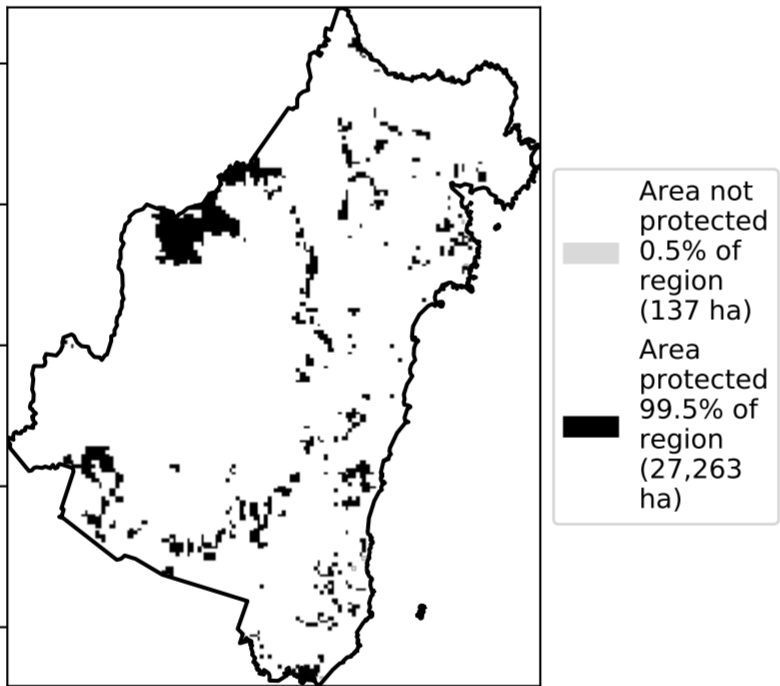 Area not
protected
0.5% of
region
(137 ha)
Area
protected
99.5% of
region
(27,263
ha)